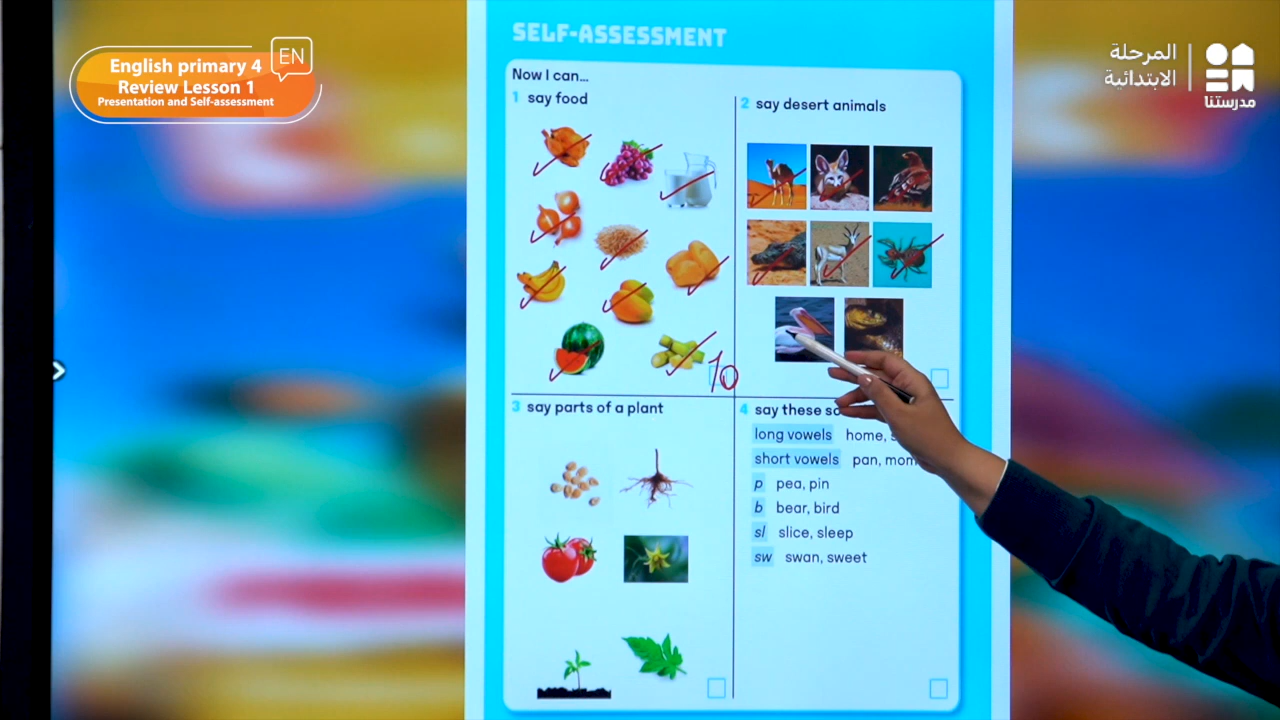 English primary 4
EN
Review Lesson 1
Presentation and Self-assessment
المرحلة
الابتدائية
مدرستنا
SELF-ASSESSMENT
Now I can...
1 say food
10
2 say desert animals
3 say parts of a plant
4 say these
long vowels home,
short vowels pan, mom
p pea, pin
b bear, bird
sl slice, sleep
sw swan, sweet